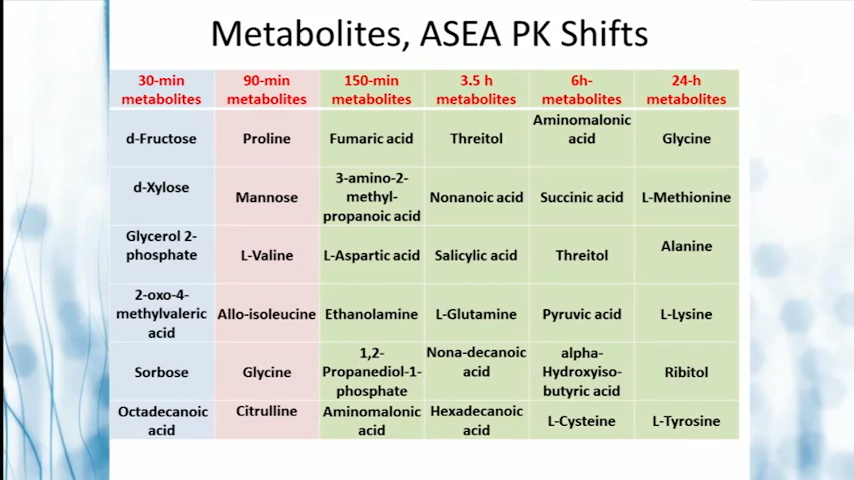 Metabolites, ASEA PK Shifts
30-min metabolites | 90-min metabolites | 150-min metabolites | 3.5 h metabolites | 6h- metabolites | 24-h metabolites
d-Fructose | Proline | Fumaric acid | Threitol | Aminomalonic acid | Glycine
d-Xylose | Mannose | 3-amino-2-methyl-propanoic acid | Nonanoic acid | Succinic acid | L-Methionine
Glycerol 2-phosphate | L-Valine | L-Aspartic acid | Salicylic acid | Threitol | Alanine
2-oxo-4-methylvaleric acid | Allo-isoleucine | Ethanolamine | L-Glutamine | Pyruvic acid | L-Lysine
Sorbose | Glycine | 1,2-Propanediol-1-phosphate | Nona-decanoic acid | alpha-Hydroxyiso-butyric acid | Ribitol
Octadecanoic acid | Citrulline | Aminomalonic acid | Hexadecanoic acid | L-Cysteine | L-Tyrosine